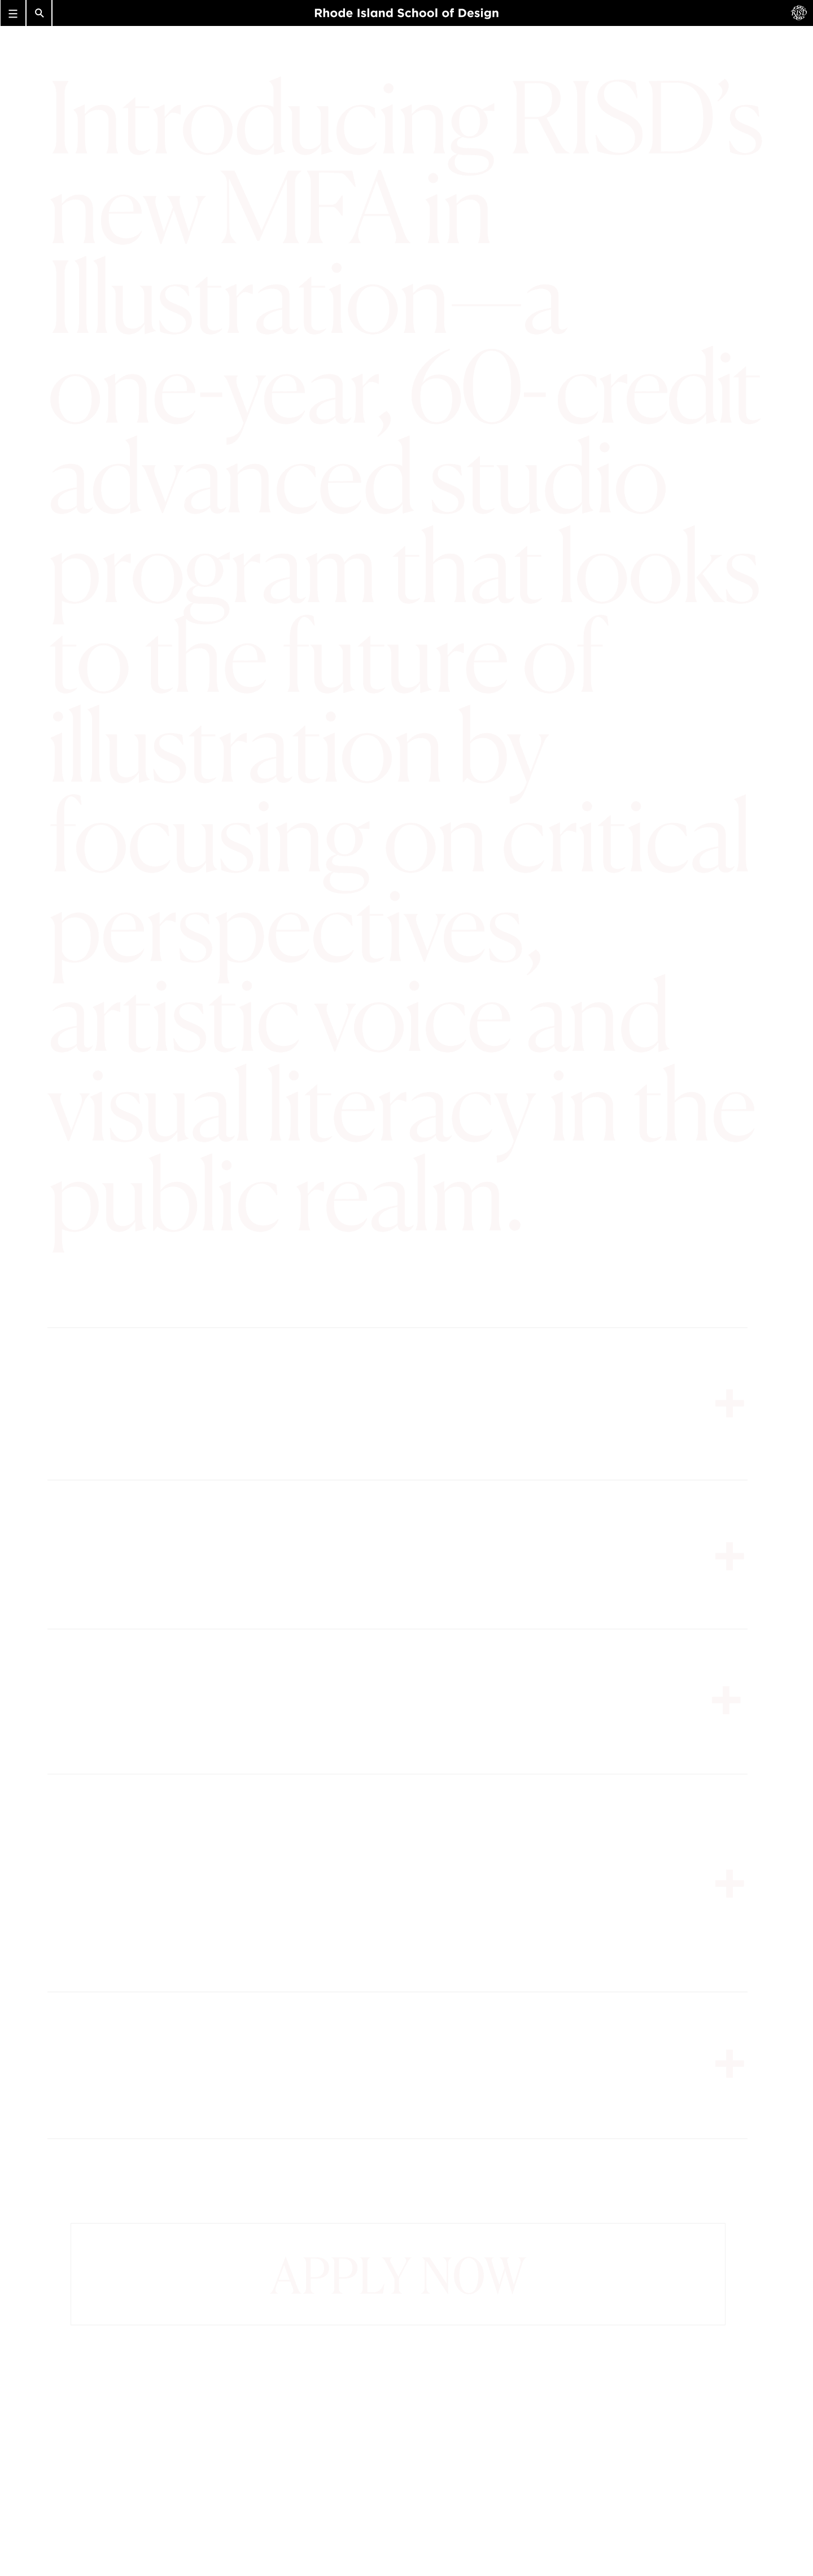 Rhode Island School of Design
RISD
Introducing RISD’s
new MFA in
Illustration—a
one-year, 60-credit
advanced studio
program that looks
to the future of
illustration by
focusing on critical
perspectives,
artistic voice and
visual literacy in the
public realm.
APPLY NOW